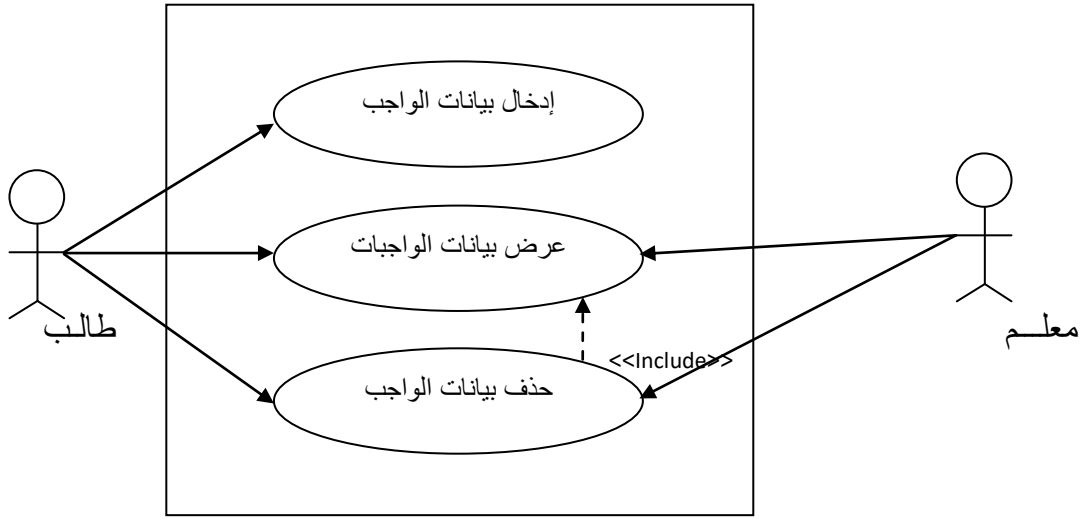 إدخال بيانات الواجب
عرض بيانات الواجبات
طالب
معلم
<<Include>>
حذف بيانات الواجب